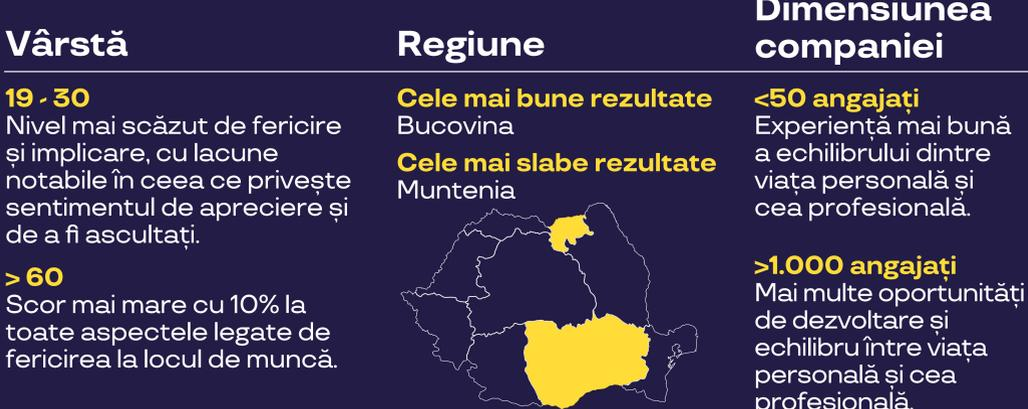 Vârstă
19 - 30
Nivel mai scăzut de fericire
și implicare, cu lacune
notabile în ceea ce privește
sentimentul de apreciere și
de a fi ascultați.
> 60
Scor mai mare cu 10% la
toate aspectele legate de
fericirea la locul de muncă.
Regiune
Cele mai bune rezultate
Bucovina
Cele mai slabe rezultate
Muntenia
Dimensiunea
companiei
<50 angajați
Experiență mai bună
a echilibrului dintre
viața personală și
cea profesională.
>1.000 angajați
Mai multe oportunități
de dezvoltare și
echilibru între viața
personală și cea
profesională.